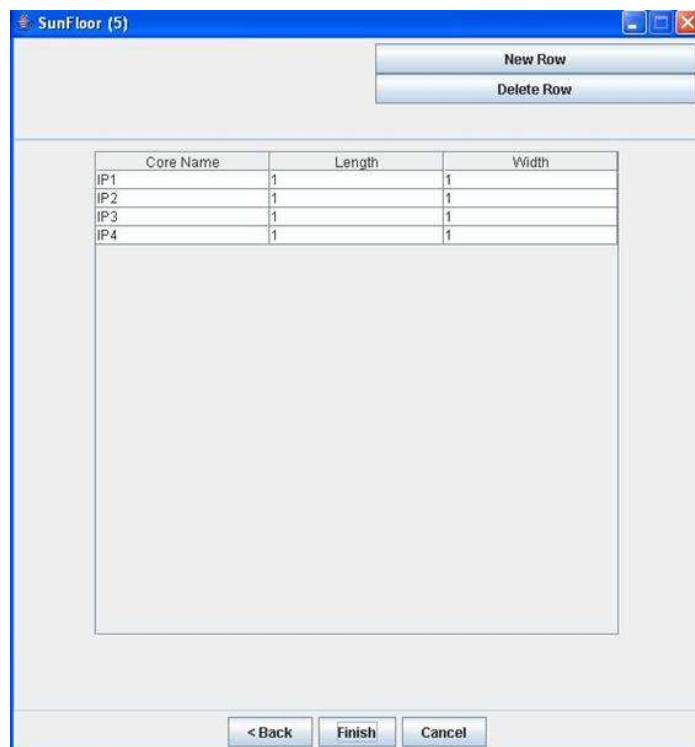 SunFloor (5)
New Row
Delete Row
Core Name Length Width
IP1 1 1
IP2 1 1
IP3 1 1
IP4 1 1
< Back Finish Cancel